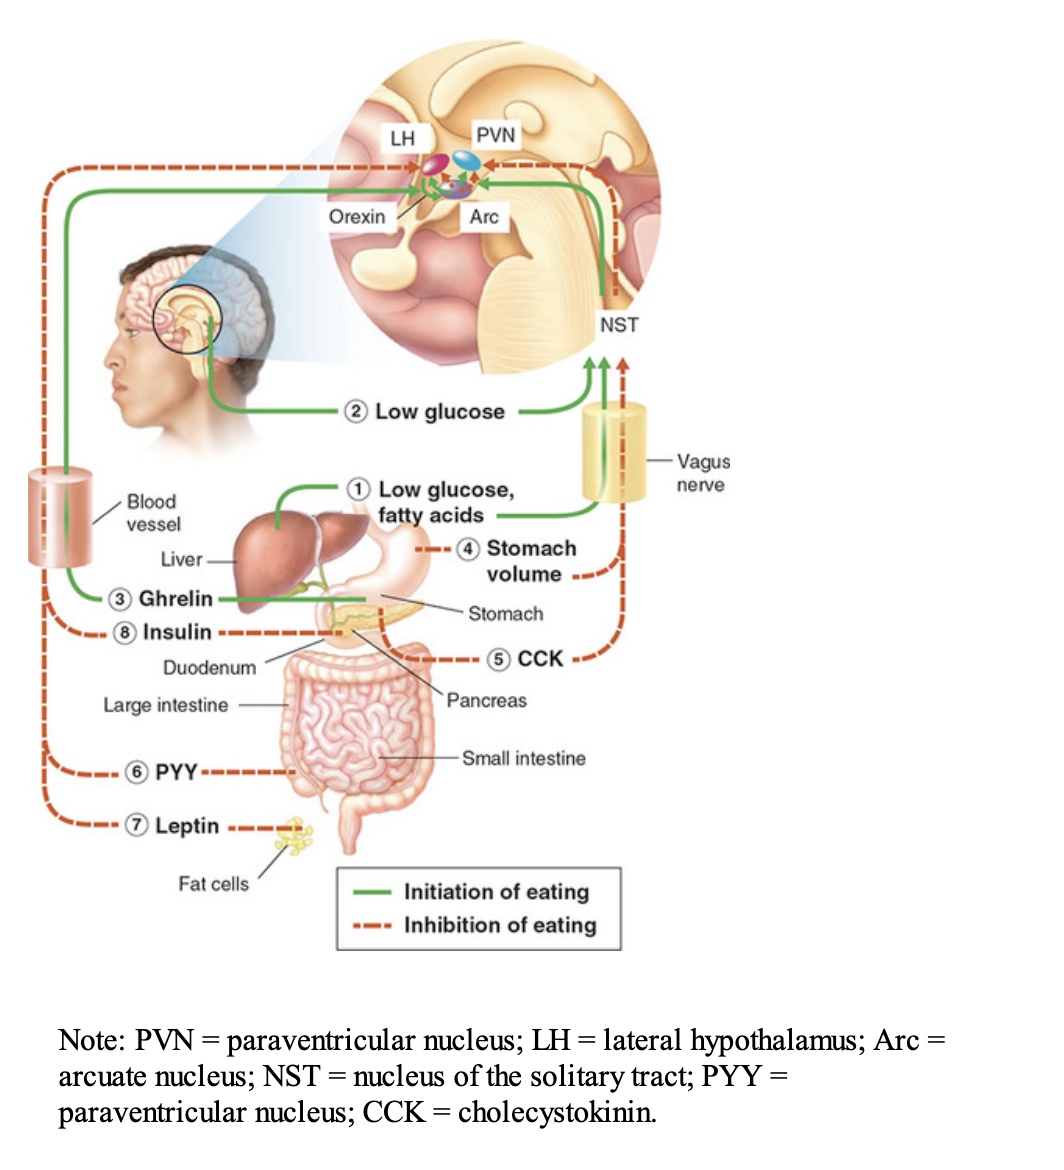 LH
PVN
Orexin
Arc
NST
② Low glucose
Vagus
nerve
① Low glucose,
fatty acids
Blood
vessel
④ Stomach
volume
Liver
③ Ghrelin
Stomach
⑧ Insulin
⑤ CCK
Duodenum
Pancreas
Large intestine
Small intestine
⑥ PYY
⑦ Leptin
Fat cells
Initiation of eating
Inhibition of eating
Note: PVN = paraventricular nucleus; LH = lateral hypothalamus; Arc =
arcuate nucleus; NST = nucleus of the solitary tract; PYY =
paraventricular nucleus; CCK = cholecystokinin.